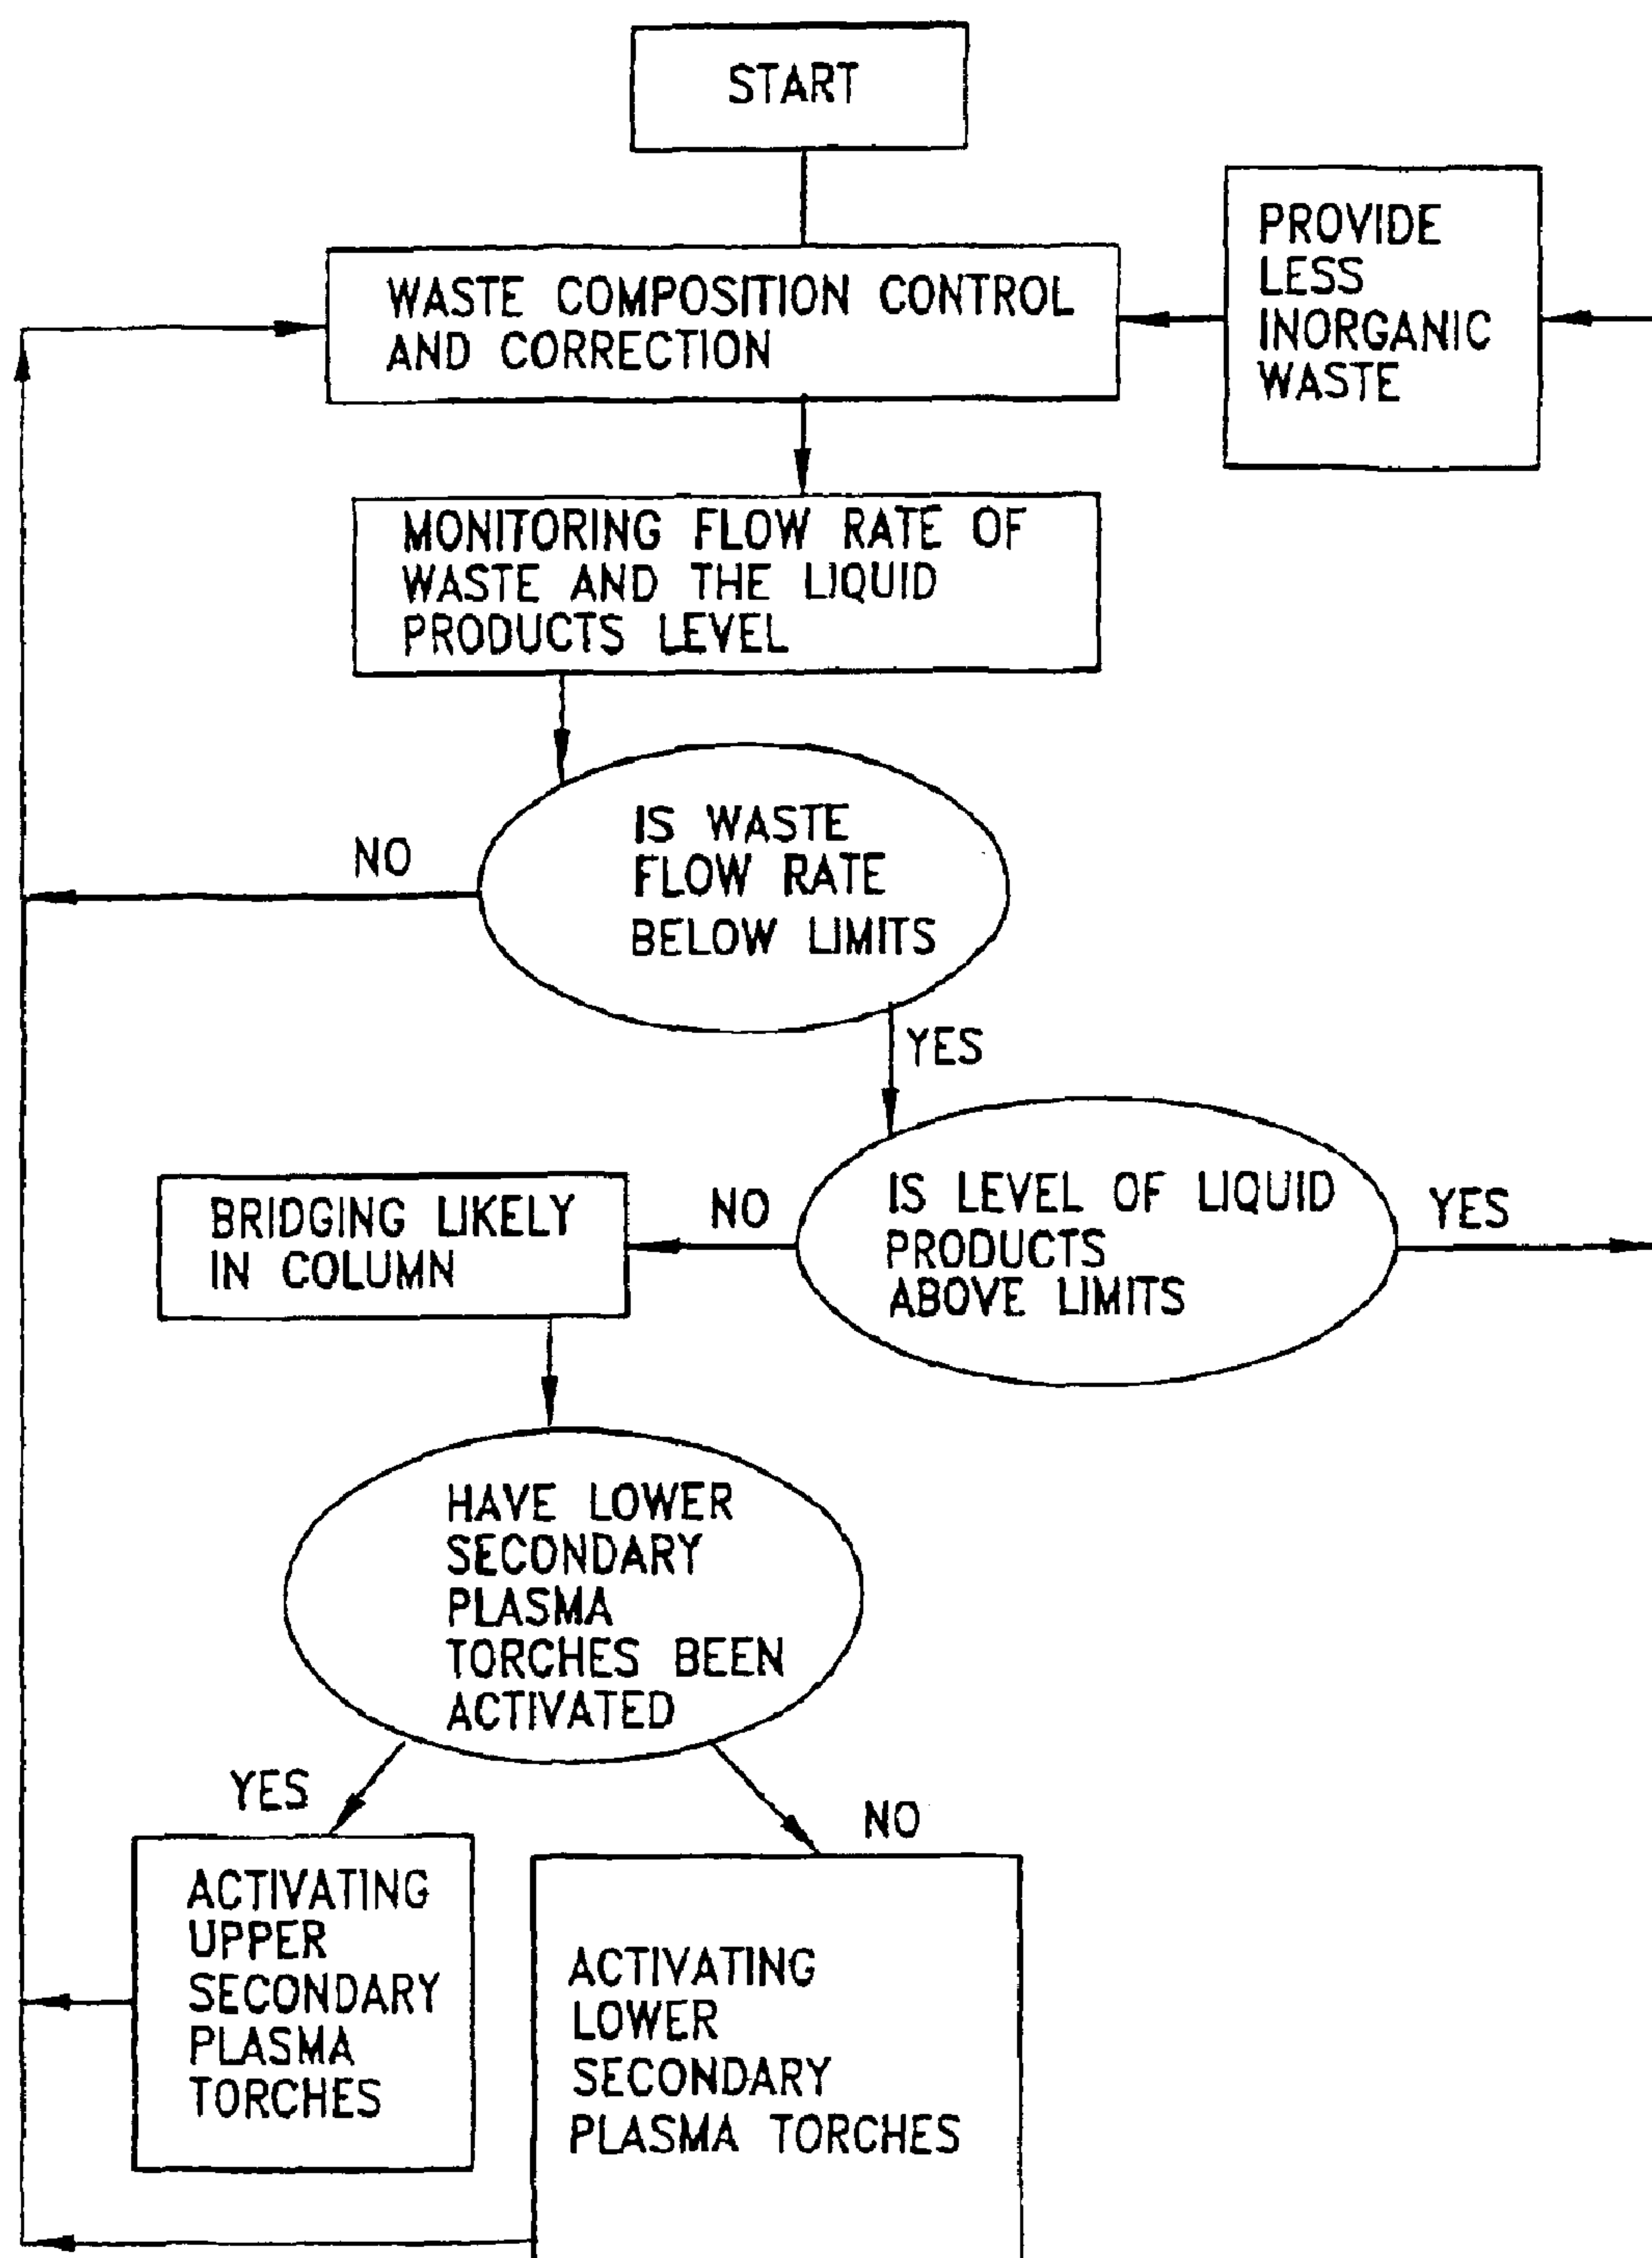 START
PROVIDE
LESS
INORGANIC
WASTE
WASTE COMPOSITION CONTROL
AND CORRECTION
MONITORING FLOW RATE OF
WASTE AND THE LIQUID
PRODUCTS LEVEL
IS WASTE
FLOW RATE
BELOW LIMITS
NO
YES
IS LEVEL OF LIQUID
PRODUCTS
ABOVE LIMITS
YES
NO
BRIDGING LIKELY
IN COLUMN
HAVE LOWER
SECONDARY
PLASMA
TORCHES BEEN
ACTIVATED
YES
NO
ACTIVATING
UPPER
SECONDARY
PLASMA
TORCHES
ACTIVATING
LOWER
SECONDARY
PLASMA TORCHES